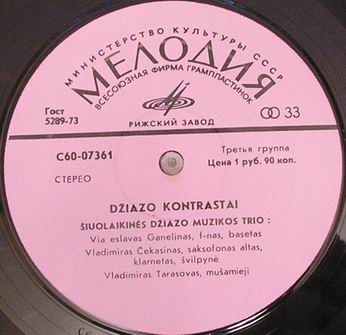 МИНИСТЕРСТВО КУЛЬТУРЫ СССР
МЕЛОДИЯ
ВСЕСОЮЗНАЯ ФИРМА ГРАМПЛАСТИНОК
Гост
5289-73
33
РИЖСКИЙ ЗАВОД
С60-07361
Третья группа
Цена 1 руб. 90 коп.
СТЕРЕО
DŽIAZO KONTRASTAI
ŠIUOLAIKINĖS DŽIAZO MUZIKOS TRIO :
Via eslavas Ganelinas, f-nas, basetas
Vladimiras Čekasinas, saksofonas altas,
klarnetas, švilpynė
Vladimiras Tarasovas, mušamieji